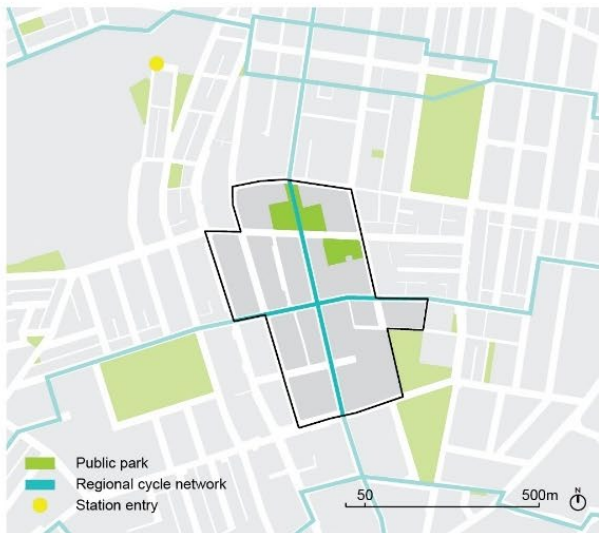 Public park
Regional cycle network
Station entry
50 500m
N